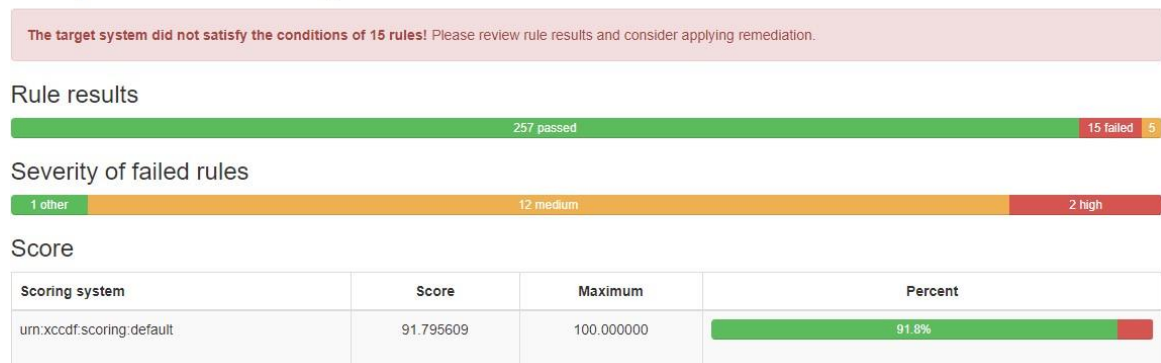 The target system did not satisfy the conditions of 15 rules! Please review rule results and consider applying remediation.
Rule results
257 passed 15 failed 5
Severity of failed rules
1 other 12 medium 2 high
Score
Scoring system Score Maximum Percent
urn:xccdf:scoring:default 91.795609 100.000000 91.8%